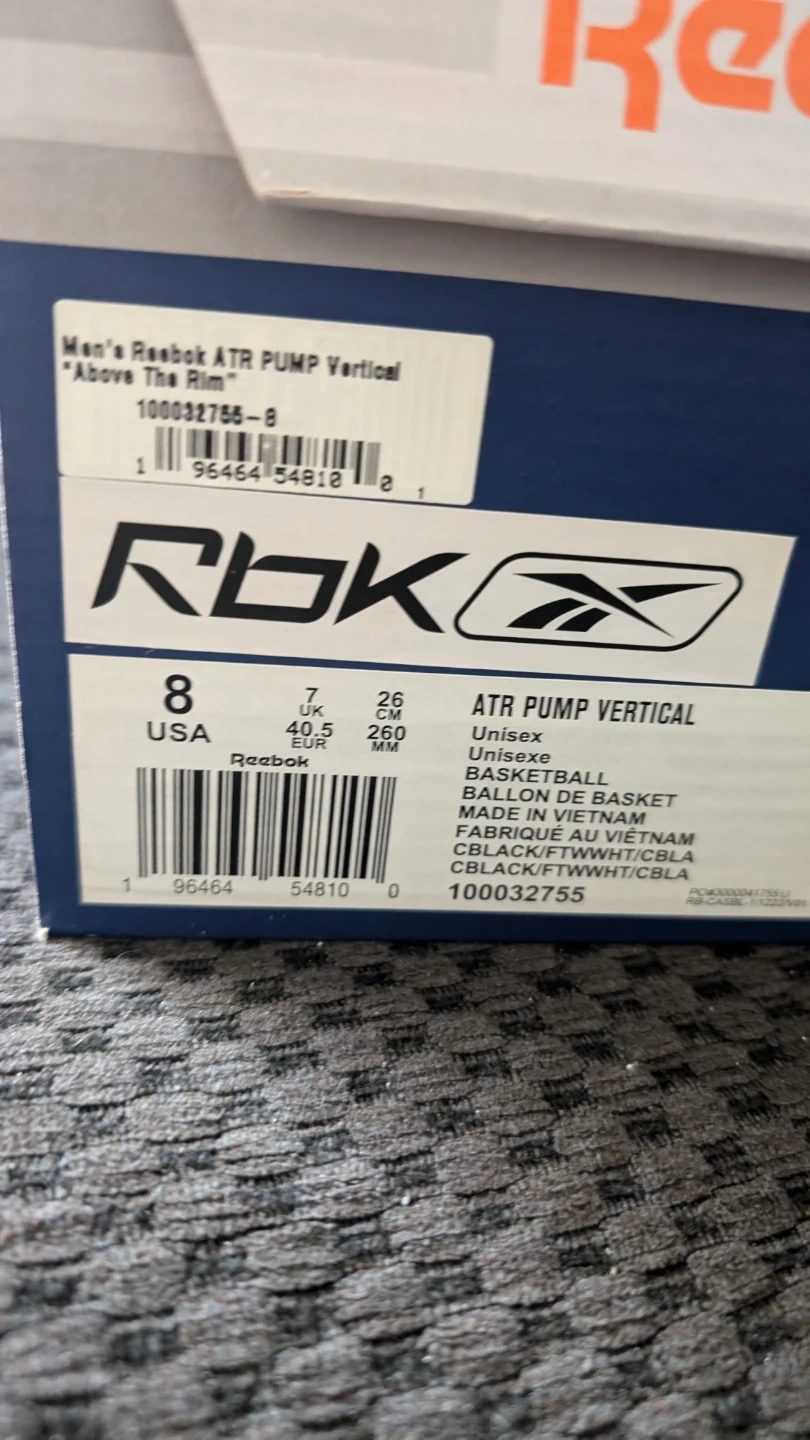 Ree
Men's Reebok ATR PUMP Vertical
"Above The Rim"
100032755-8
1 96464 54810 0 1
Rbk
8
USA
7
UK
40.5
EUR
26
CM
260
MM
Reebok
1 96464 54810 0
ATR PUMP VERTICAL
Unisex
Unisexe
BASKETBALL
BALLON DE BASKET
MADE IN VIETNAM
FABRIQUÉ AU VIÊTNAM
CBLACK/FTWWHT/CBLA
CBLACK/FTWWHT/CBLA
100032755